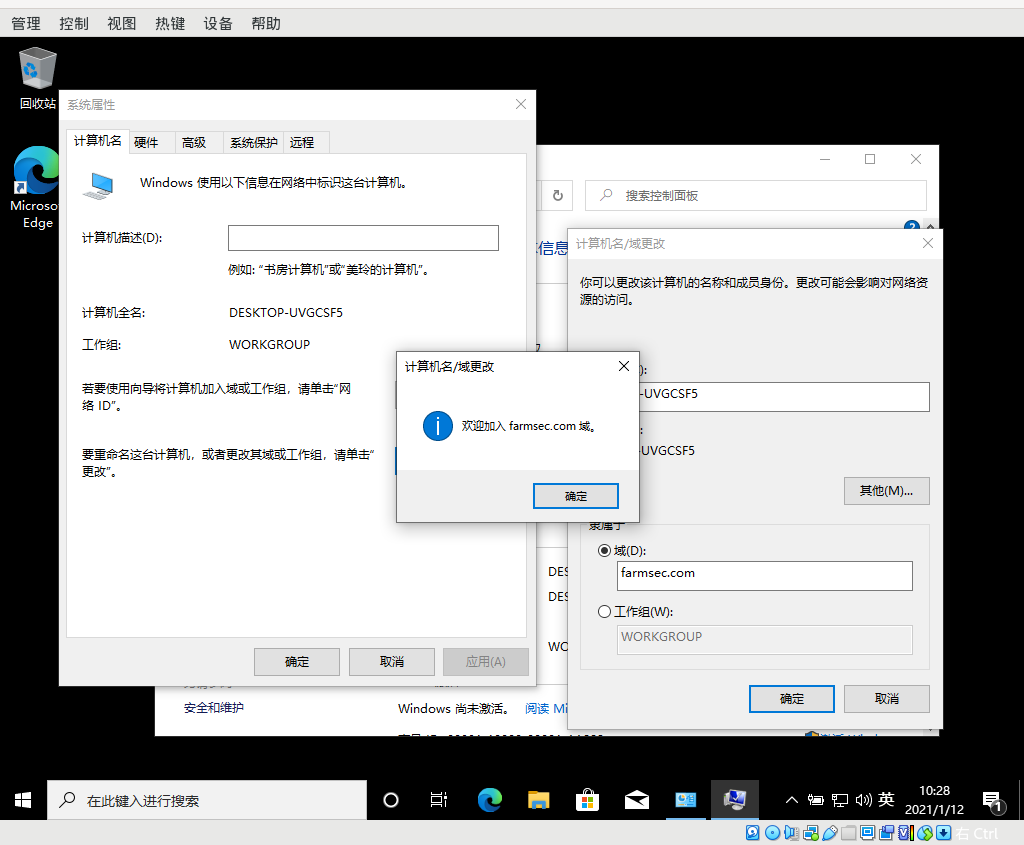 管理 控制 视图 热键 设备 帮助
回收站
Microso
Edge
系统属性
计算机名 硬件 高级 系统保护 远程
Windows 使用以下信息在网络中标识这台计算机。
计算机描述(D):
例如: “书房计算机”或“美玲的计算机”。
计算机全名: DESKTOP-UVGCSF5
工作组: WORKGROUP
若要使用向导将计算机加入域或工作组，请单击“网
络 ID”。
要重命名这台计算机，或者更改其域或工作组，请单击“
更改”。
确定 取消 应用(A)
搜索控制面板
信息
计算机名/域更改
你可以更改该计算机的名称和成员身份。更改可能会影响对网络资
源的访问。
):
-UVGCSF5
:
-UVGCSF5
其他(M)...
隶属于
域(D):
farmsec.com
工作组(W):
WORKGROUP
确定 取消
计算机名/域更改
欢迎加入 farmsec.com 域。
确定
DES
DES
WO
安全和维护
Windows 尚未激活。 阅读 Mi
在此键入进行搜索
英
10:28
2021/1/12
1
右 Ctrl